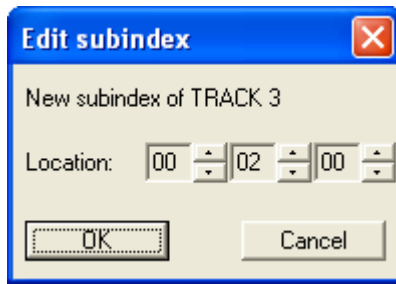 Edit subindex
New subindex of TRACK 3
Location: 00 02 00
OK Cancel